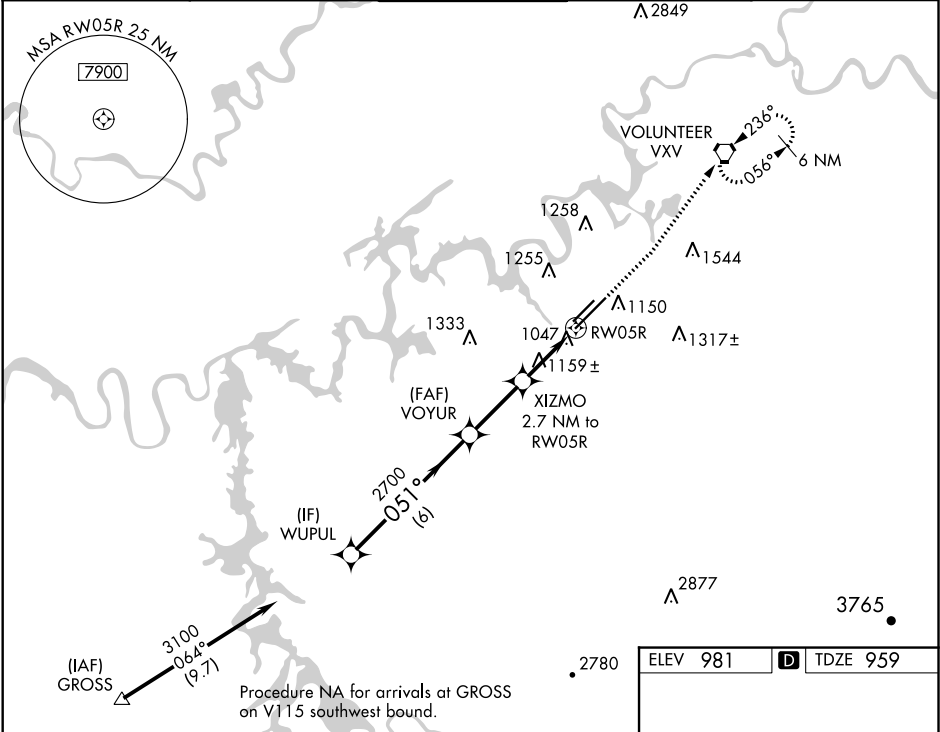 2849
MSA RW05R 25 NM
7900
VOLUNTEER
VXV
236°
056°
6 NM
1258
1255
1544
1150
1333
1047
RW05R
1317±
1159±
(FAF)
VOYUR
XIZMO
2.7 NM to
RW05R
2700
051°
(6)
(IF)
WUPUL
2877
3765
3100
064°
(9.7)
(IAF)
GROSS
2780
Procedure NA for arrivals at GROSS
on V115 southwest bound.
ELEV 981 D TDZE 959